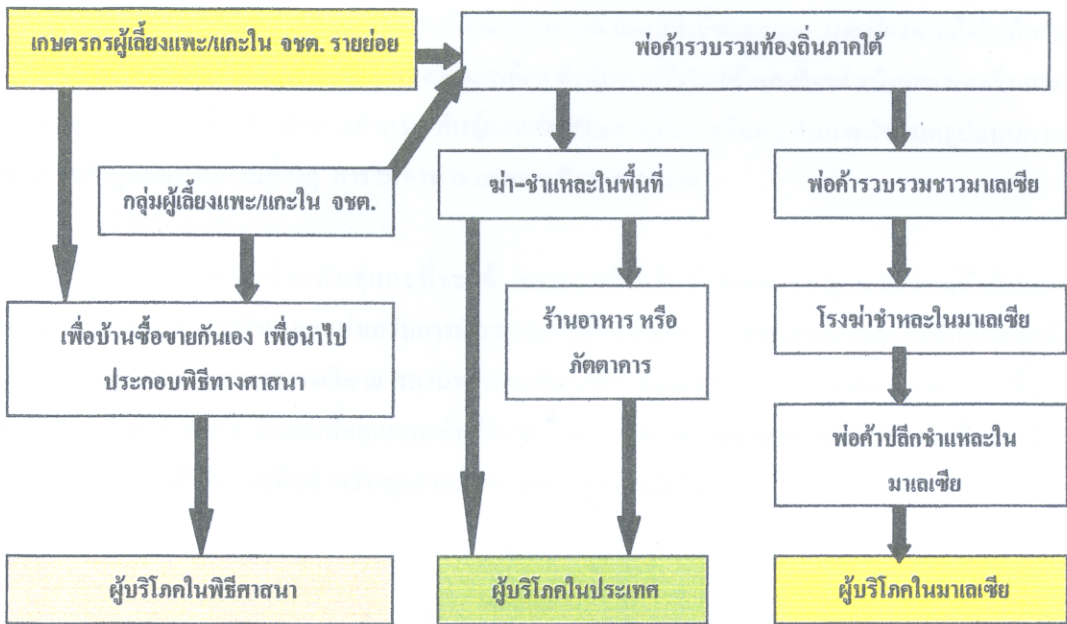 เกษตรกรผู้เลี้ยงแพะ/แกะใน จชต. รายย่อย
พ่อค้ารวบรวมท้องถิ่นภาคใต้
กลุ่มผู้เลี้ยงแพะ/แกะใน จชต.
ฆ่า-ชำแหละในพื้นที่
พ่อค้ารวบรวมชาวมาเลเซีย
เพื่อบ้านซื้อขายกันเอง เพื่อนำไป
ประกอบพิธีทางศาสนา
ร้านอาหาร หรือ
ภัตตาคาร
โรงฆ่าชำหละในมาเลเซีย
พ่อค้าปลีกชำแหละใน
มาเลเซีย
ผู้บริโภคในพิธีศาสนา
ผู้บริโภคในประเทศ
ผู้บริโภคในมาเลเซีย